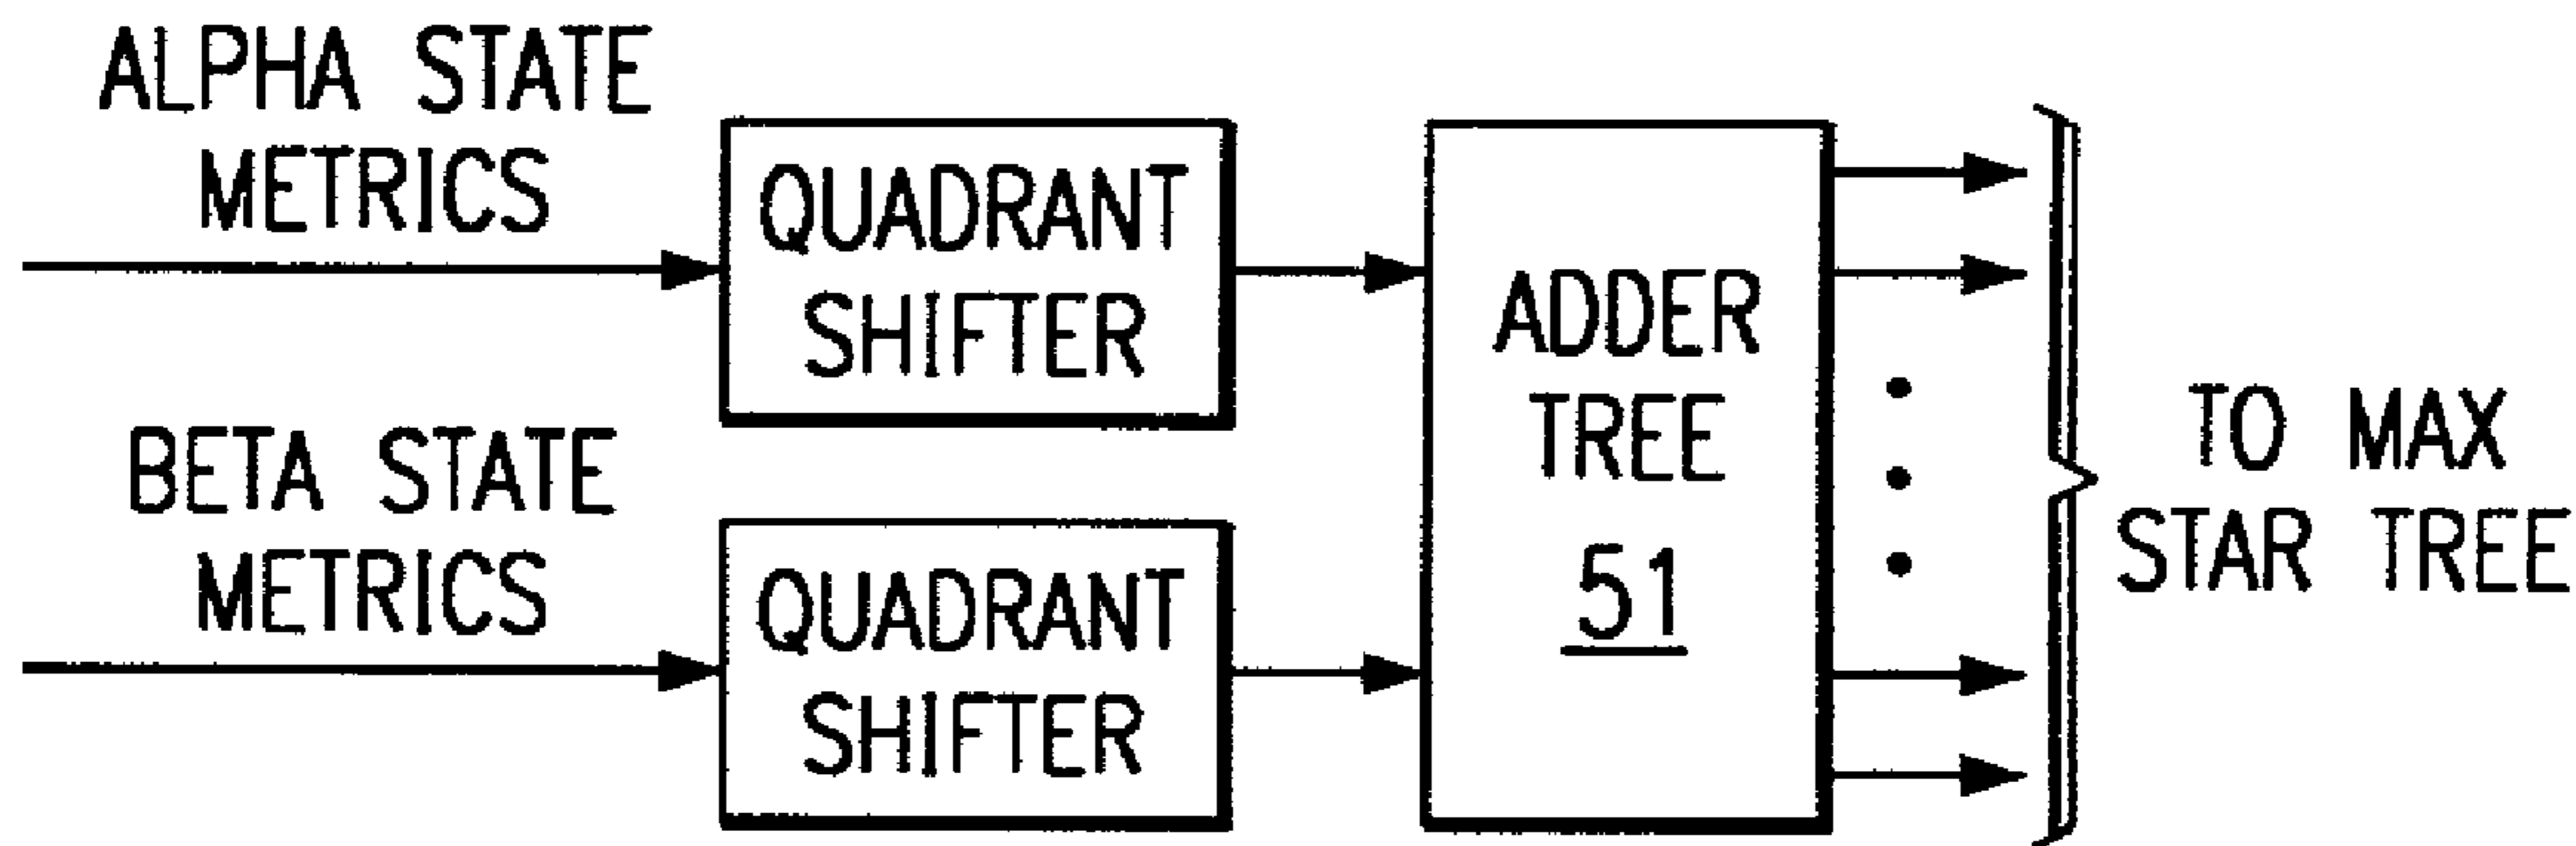 ALPHA STATE
METRICS
QUADRANT
SHIFTER
BETA STATE
METRICS
QUADRANT
SHIFTER
ADDER
TREE
51
TO MAX
STAR TREE